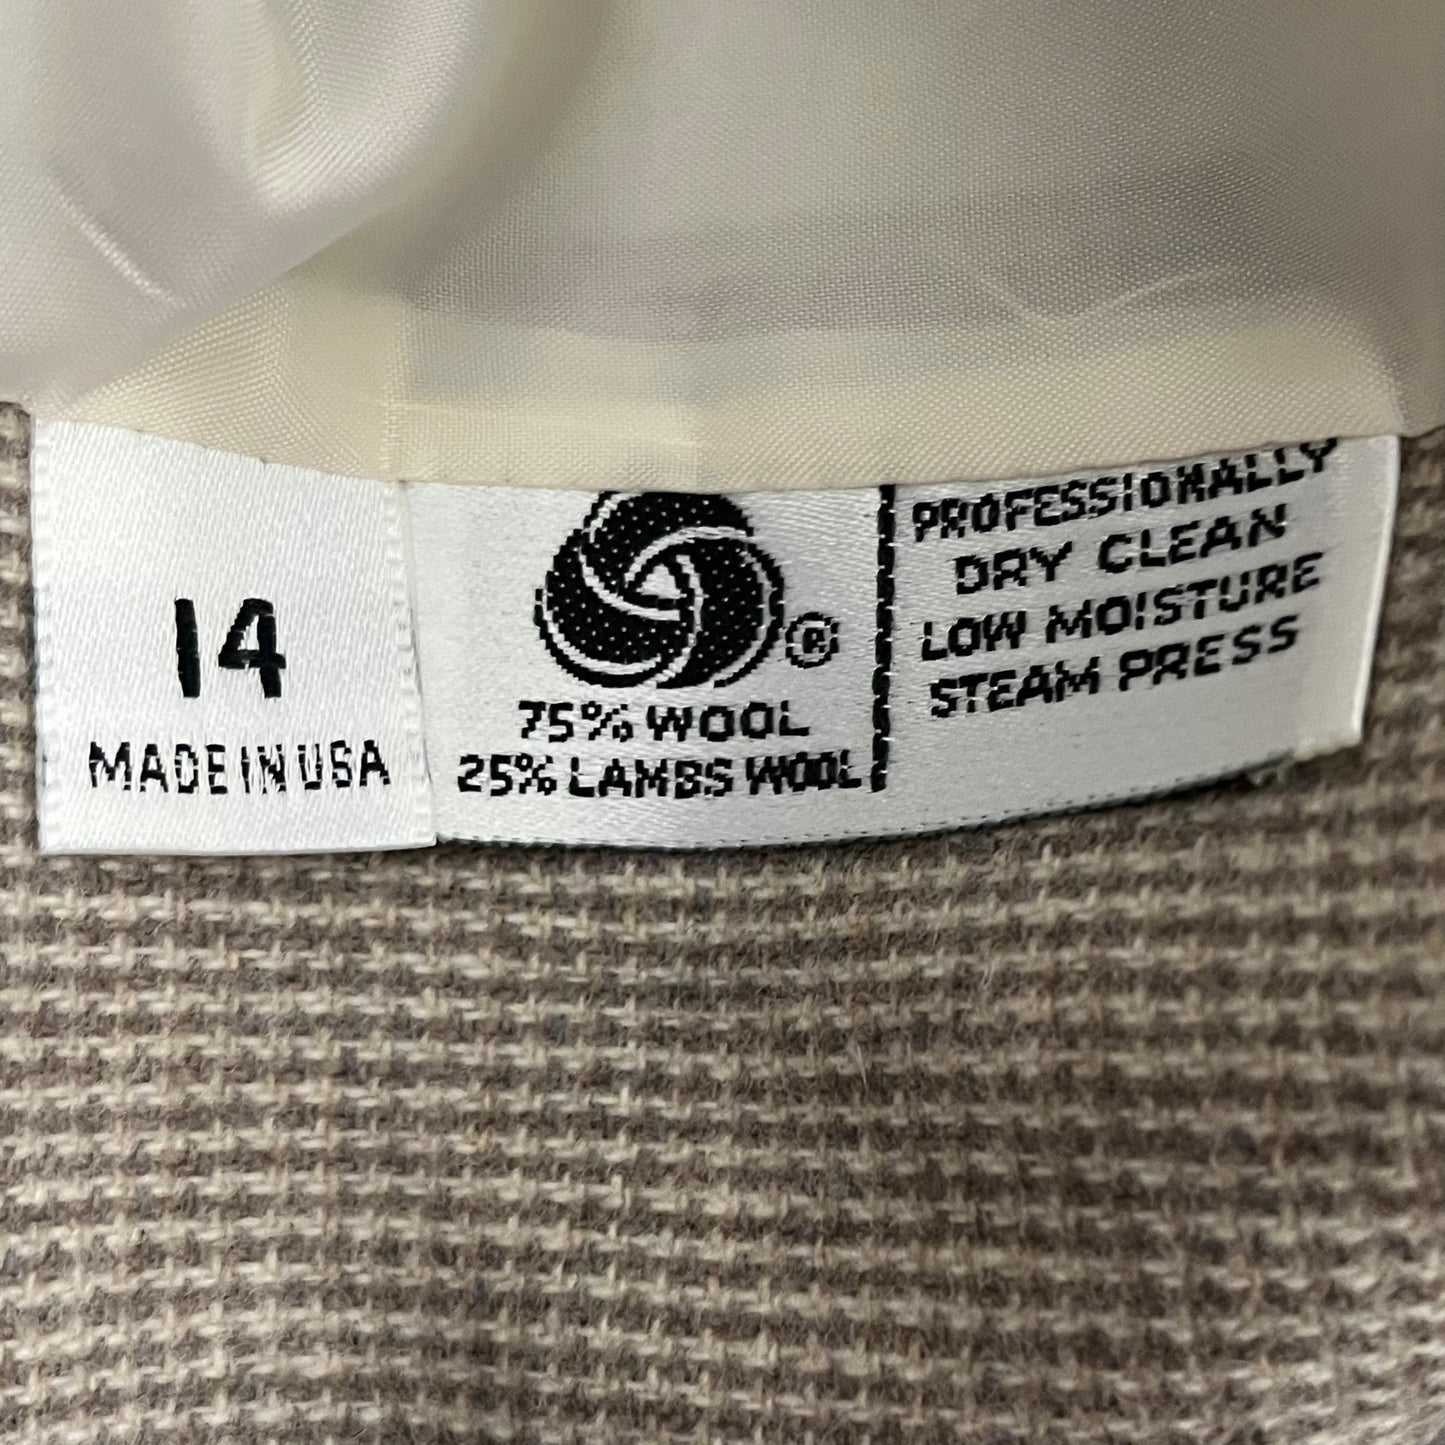 14
MADE IN USA
®
75% WOOL
25% LAMBS WOOL
PROFESSIONALLY
DRY CLEAN
LOW MOISTURE
STEAM PRESS